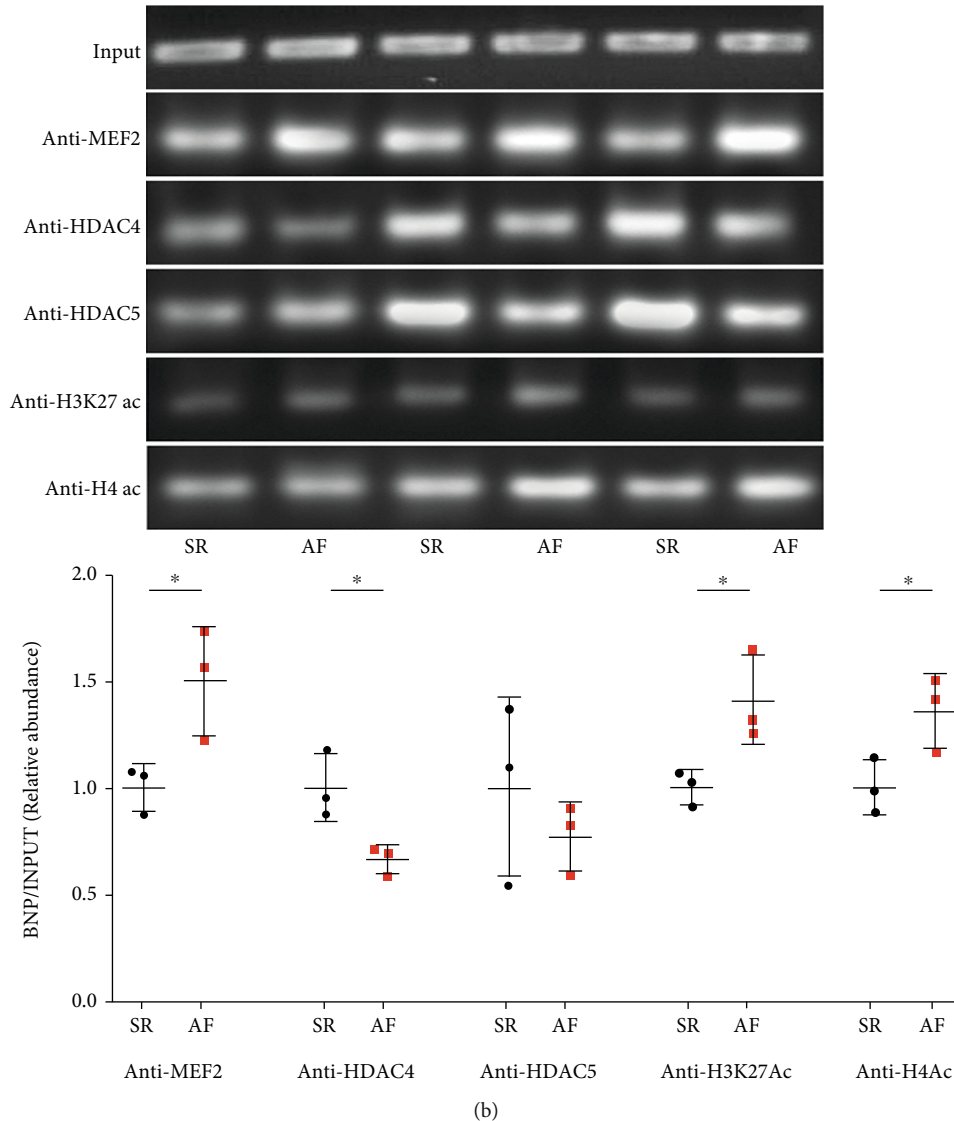 Input
Anti-MEF2
Anti-HDAC4
Anti-HDAC5
Anti-H3K27 ac
Anti-H4 ac
SR AF SR AF SR AF
* * * *
BNP/INPUT (Relative abundance)
2.0
1.5
1.0
0.5
0.0
SR AF SR AF SR AF SR AF SR AF
Anti-MEF2 Anti-HDAC4 Anti-HDAC5 Anti-H3K27Ac Anti-H4Ac
(b)